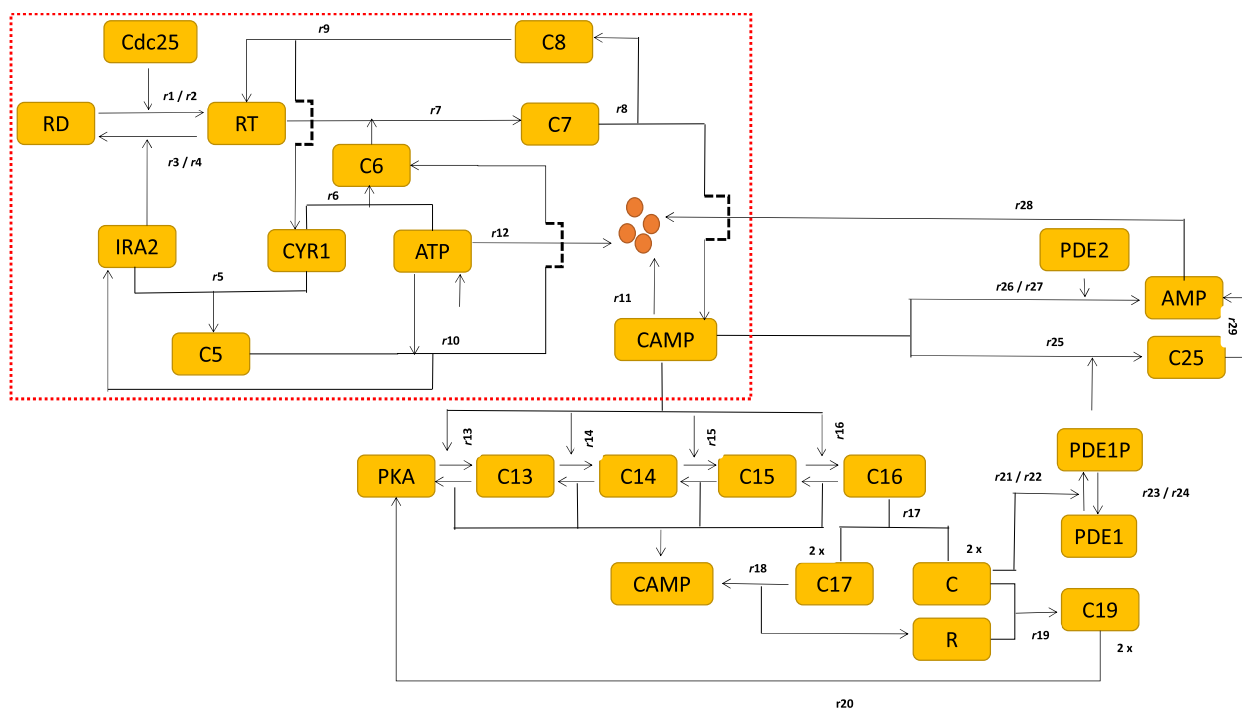 Cdc25
r9
C8
r1 / r2
RD
RT
r7
C7
r8
r3 / r4
C6
r6
IRA2
CYR1
ATP
r12
r28
PDE2
r5
r26 / r27
AMP
r11
r29
C5
r10
CAMP
r25
C25
r13
r14
r15
r16
PKA
C13
C14
C15
C16
PDE1P
r21 / r22
r23 / r24
r17
PDE1
2 x
2 x
r18
CAMP
C17
C
C19
R
r19
2 x
r20